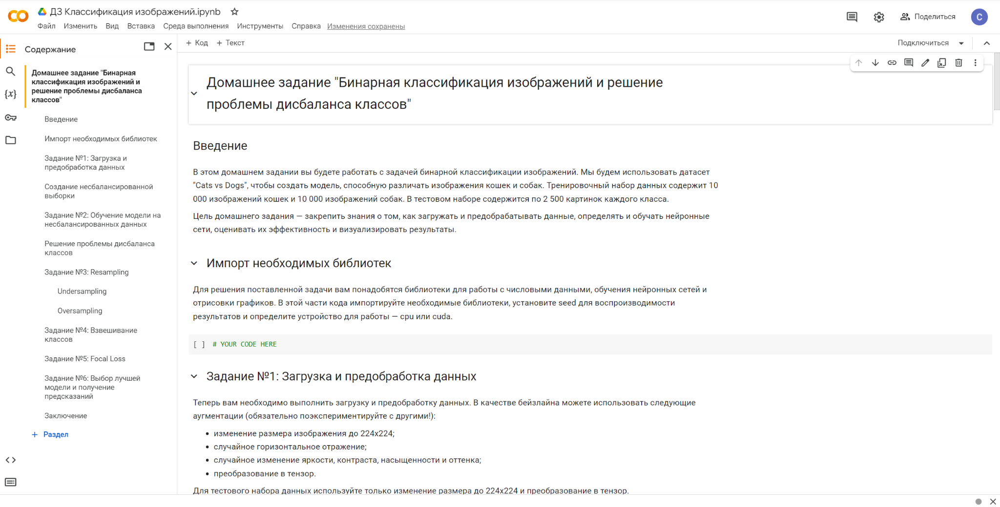 ДЗ Классификация изображений.ipynb
Файл Изменить Вид Вставка Среда выполнения Инструменты Справка Изменения сохранены
Поделиться
C
Содержание
Домашнее задание "Бинарная
классификация изображений и
решение проблемы дисбаланса
классов"
Введение
Импорт необходимых библиотек
Задание №1: Загрузка и
предобработка данных
Создание несбалансированной
выборки
Задание №2: Обучение модели на
несбалансированных данных
Решение проблемы дисбаланса
классов
Задание №3: Resampling
Undersampling
Oversampling
Задание №4: Взвешивание
классов
Задание №5: Focal Loss
Задание №6: Выбор лучшей
модели и получение
предсказаний
Заключение
+ Раздел
+ Код + Текст
Подключиться
Домашнее задание "Бинарная классификация изображений и решение
проблемы дисбаланса классов"
Введение
В этом домашнем задании вы будете работать с задачей бинарной классификации изображений. Мы будем использовать датасет
"Cats vs Dogs", чтобы создать модель, способную различать изображения кошек и собак. Тренировочный набор данных содержит 10
000 изображений кошек и 10 000 изображений собак. В тестовом наборе содержится по 2 500 картинок каждого класса.
Цель домашнего задания — закрепить знания о том, как загружать и предобрабатывать данные, определять и обучать нейронные
сети, оценивать их эффективность и визуализировать результаты.
Импорт необходимых библиотек
Для решения поставленной задачи вам понадобятся библиотеки для работы с числовыми данными, обучения нейронных сетей и
отрисовки графиков. В этой части кода импортируйте необходимые библиотеки, установите seed для воспроизводимости
результатов и определите устройство для работы — cpu или cuda.
[ ] # YOUR CODE HERE
Задание №1: Загрузка и предобработка данных
Теперь вам необходимо выполнить загрузку и предобработку данных. В качестве бейзлайна можете использовать следующие
аугментации (обязательно поэкспериментируйте с другими!):
• изменение размера изображения до 224x224;
• случайное горизонтальное отражение;
• случайное изменение яркости, контраста, насыщенности и оттенка;
• преобразование в тензор.
Для тестового набора данных используйте только изменение размера до 224x224 и преобразование в тензор.